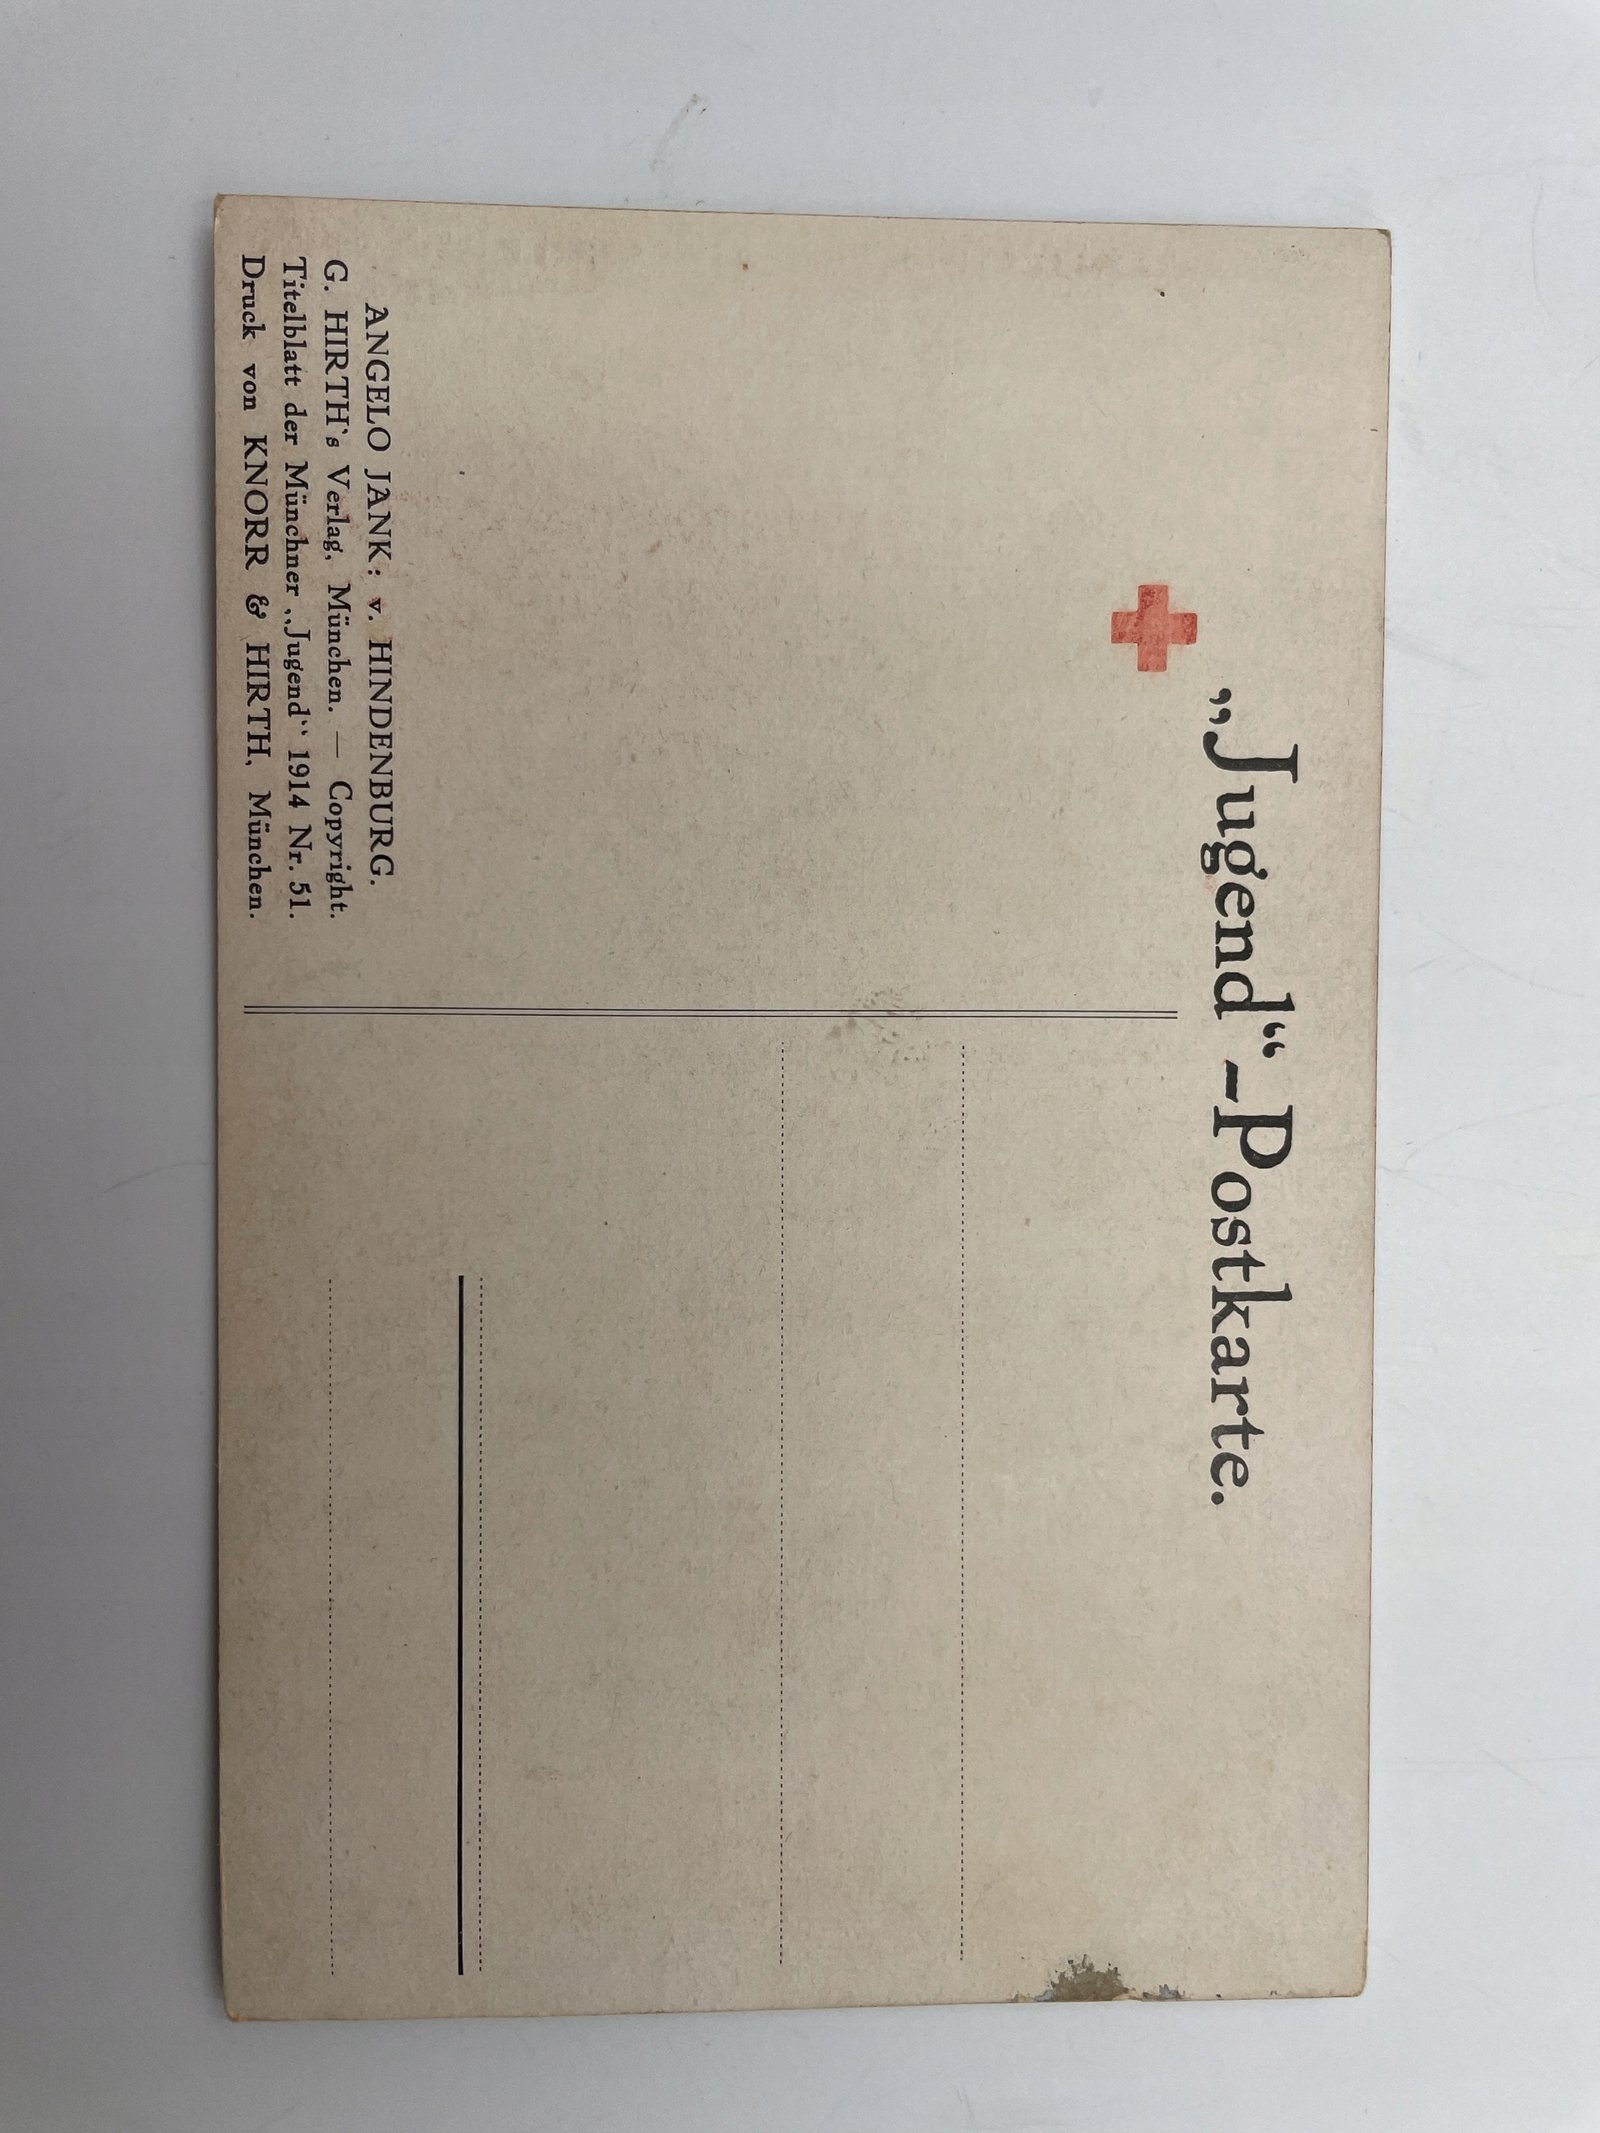 „Jugend“-Postkarte.
ANGELO JANK: v. HINDENBURG.
G. HIRTH's Verlag, München. — Copyright.
Titelblatt der Münchner „Jugend“ 1914 Nr. 51.
Druck von KNORR & HIRTH, München.